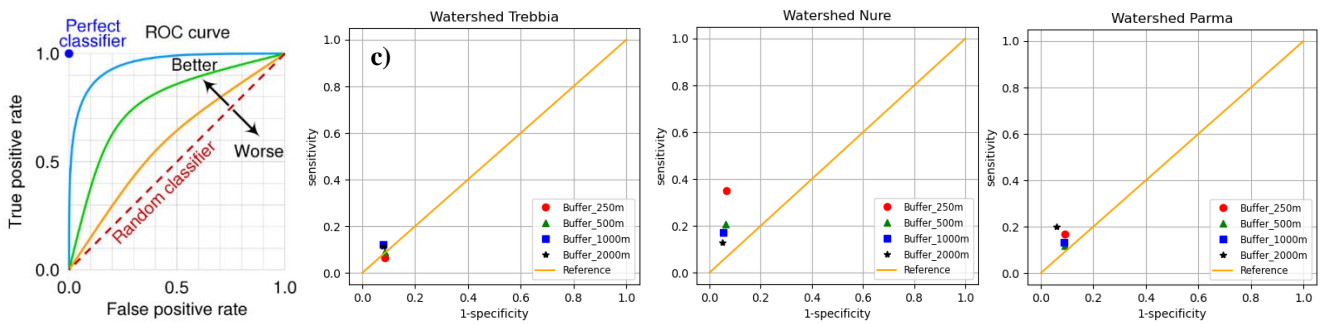 Perfect
classifier
ROC curve
Better
Worse
Random classifier
True positive rate
1.0
0.5
0.0
0.0
0.5
1.0
False positive rate
Watershed Trebbia
c)
sensitivity
1.0
0.8
0.6
0.4
0.2
0.0
Buffer_250m
Buffer_500m
Buffer_1000m
Buffer_2000m
Reference
0.0 0.2 0.4 0.6 0.8 1.0
1-specificity
Watershed Nure
sensitivity
1.0
0.8
0.6
0.4
0.2
0.0
Buffer_250m
Buffer_500m
Buffer_1000m
Buffer_2000m
Reference
0.0 0.2 0.4 0.6 0.8 1.0
1-specificity
Watershed Parma
sensitivity
1.0
0.8
0.6
0.4
0.2
0.0
Buffer_250m
Buffer_500m
Buffer_1000m
Buffer_2000m
Reference
0.0 0.2 0.4 0.6 0.8 1.0
1-specificity